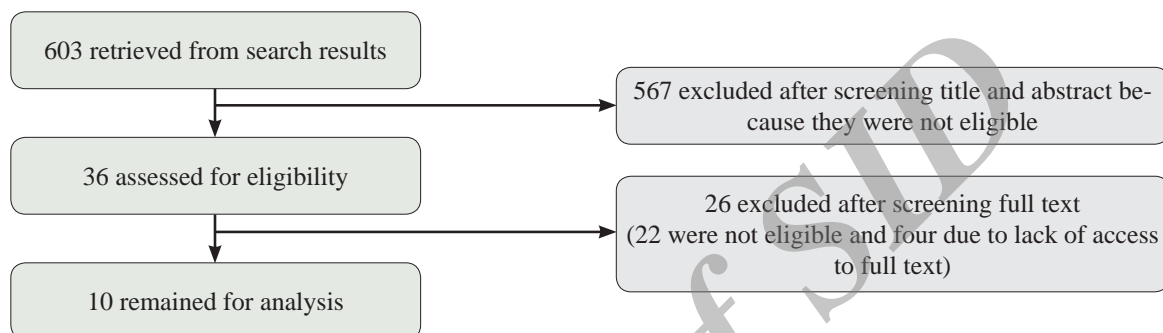 603 retrieved from search results
567 excluded after screening title and abstract be-
cause they were not eligible
36 assessed for eligibility
26 excluded after screening full text
(22 were not eligible and four due to lack of access
to full text)
10 remained for analysis
of SID